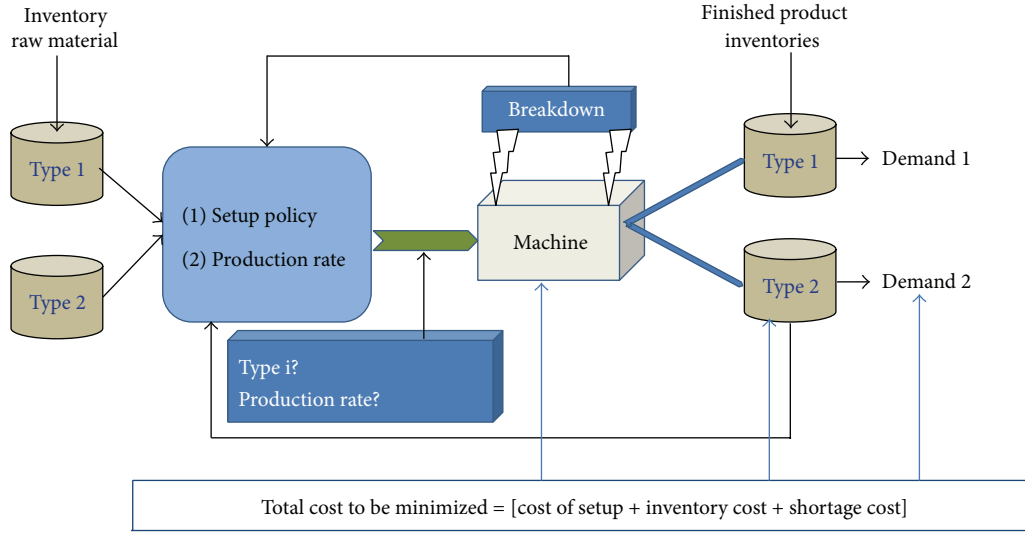 Inventory
raw material
Finished product
inventories
Breakdown
Type 1
Type 1
Demand 1
(1) Setup policy
(2) Production rate
Machine
Type 2
Type 2
Demand 2
Type i?
Production rate?
Total cost to be minimized = [cost of setup + inventory cost + shortage cost]